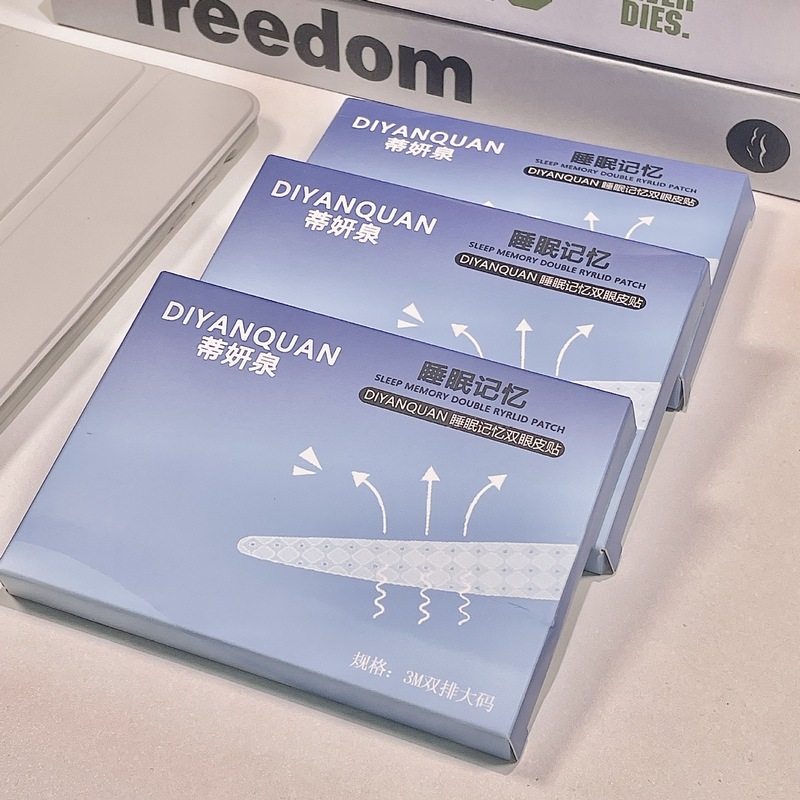 freedom
DIES.
DIYANQUAN
蒂妍泉
睡眠记忆
SLEEP MEMORY DOUBLE RYRLID PATCH
DIYANQUAN 睡眠记忆双眼皮贴
DIYANQUAN
蒂妍泉
睡眠记忆
SLEEP MEMORY DOUBLE RYRLID PATCH
DIYANQUAN 睡眠记忆双眼皮贴
DIYANQUAN
蒂妍泉
睡眠记忆
SLEEP MEMORY DOUBLE RYRLID PATCH
DIYANQUAN 睡眠记忆双眼皮贴
规格：3M双排大码